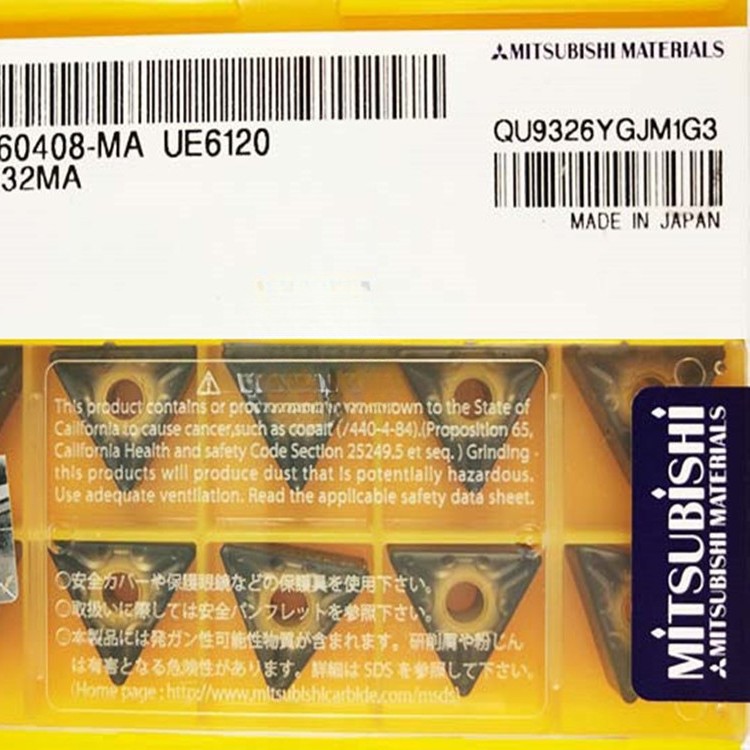 MITSUBISHI MATERIALS
60408-MA UE6120
32MA
QU9326YGJM1G3
MADE IN JAPAN
This product contains or to the State of
California to cause cancer,such as cobalt (/440-4-84).(Proposition 65,
California Health and safety Code Section 25249.5 et seq. ) Grinding
this products will produce dust that is potentially hazardous.
Use adequate ventilation. Read the applicable safety data sheet.
○安全カバーや保護眼鏡などの保護具を使用下さい。
○取扱いに際しては安全パンフレットを参照下さい。
○本製品には発ガン性可能性物質が含まれます。研削屑や粉じん
は有害となる危険性があります。詳細は SDS を参照して下さい。
(Home page : http://www.mitsubishicarbide.com/msds)
MITSUBISHI
MITSUBISHI MATERIALS